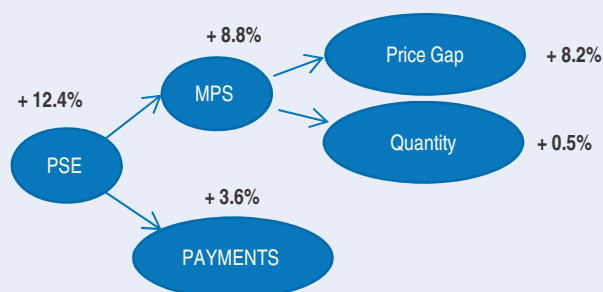 + 8.8%
Price Gap
+ 8.2%
+ 12.4%
MPS
Quantity
+ 0.5%
PSE
+ 3.6%
PAYMENTS